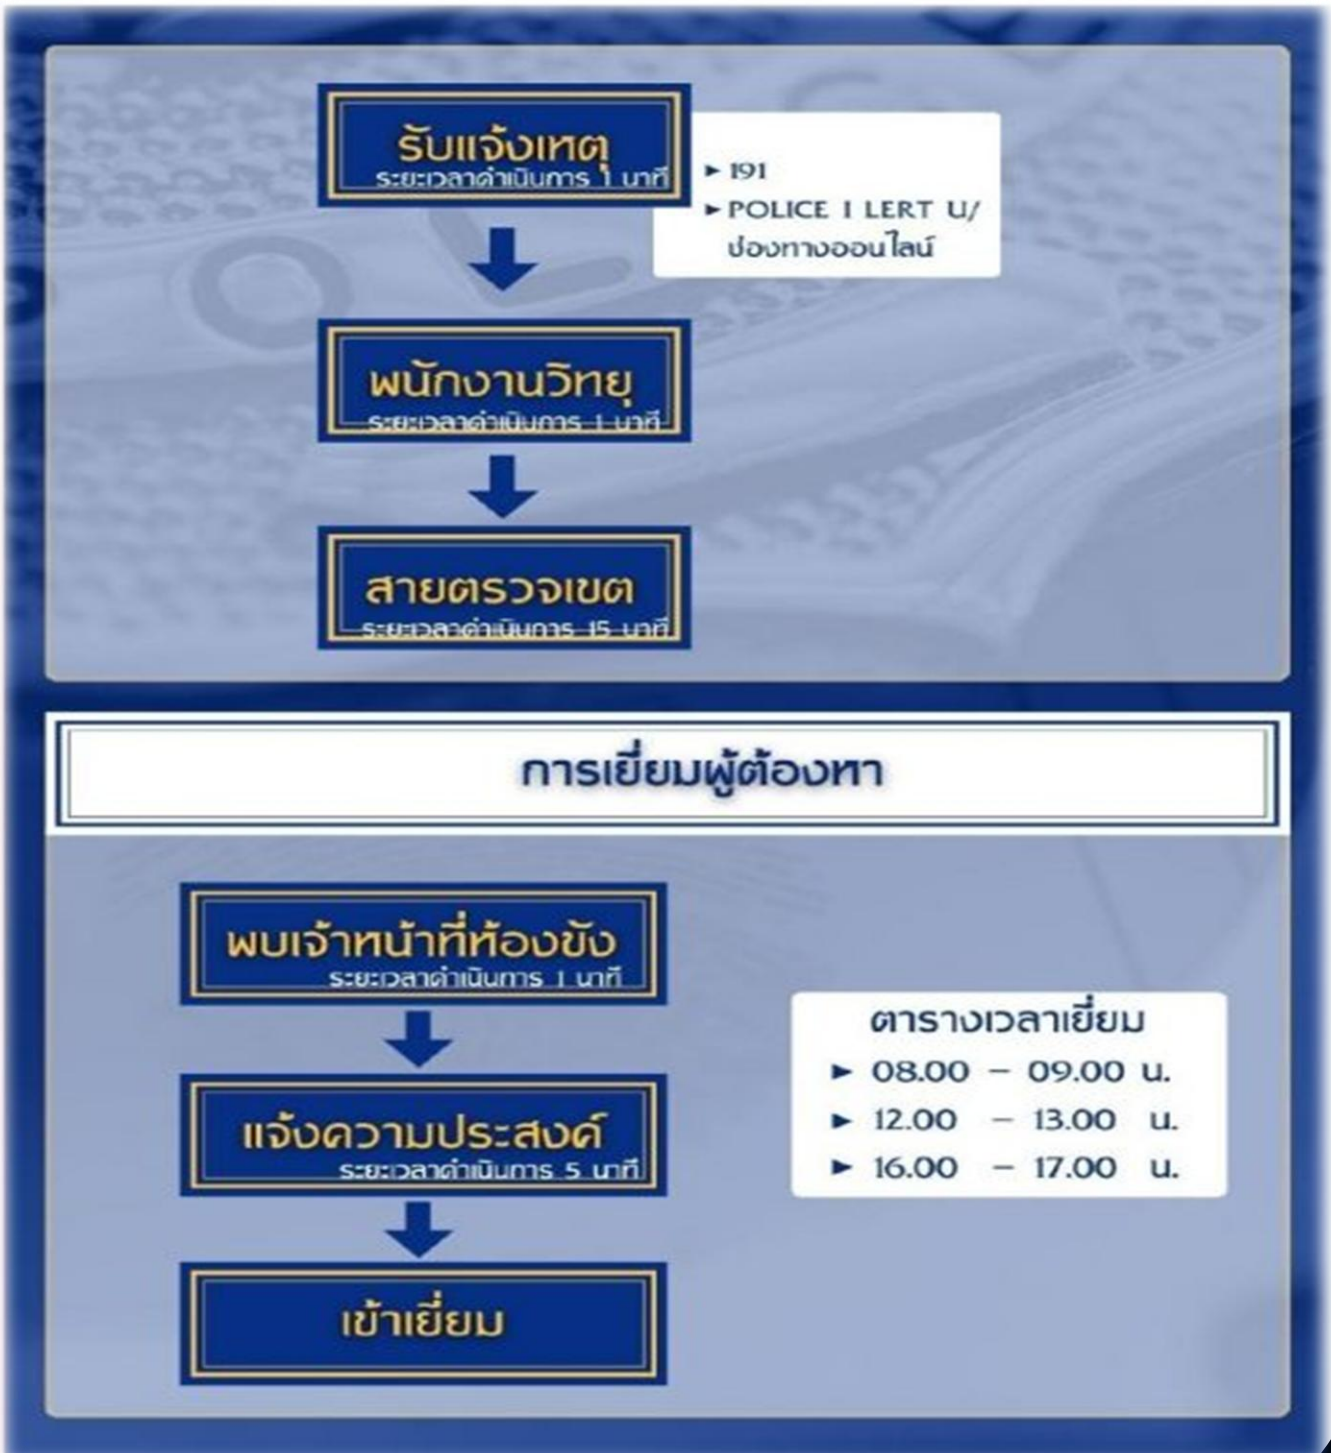 รับแจ้งเหตุ
ระยะเวลาดำเนินการ 1 นาที
►191
►POLICE I LERT U/
ช่องทางออนไลน์
พนักงานวิทยุ
ระยะเวลาดำเนินการ 1 นาที
สายตรวจเขต
ระยะเวลาดำเนินการ 15 นาที
การเยี่ยมผู้ต้องหา
พบเจ้าหน้าที่ห้องขัง
ระยะเวลาดำเนินการ 1 นาที
แจ้งความประสงค์
ระยะเวลาดำเนินการ 5 นาที
เข้าเยี่ยม
ตารางเวลาเยี่ยม
► 08.00 – 09.00 น.
► 12.00 – 13.00 น.
► 16.00 – 17.00 น.